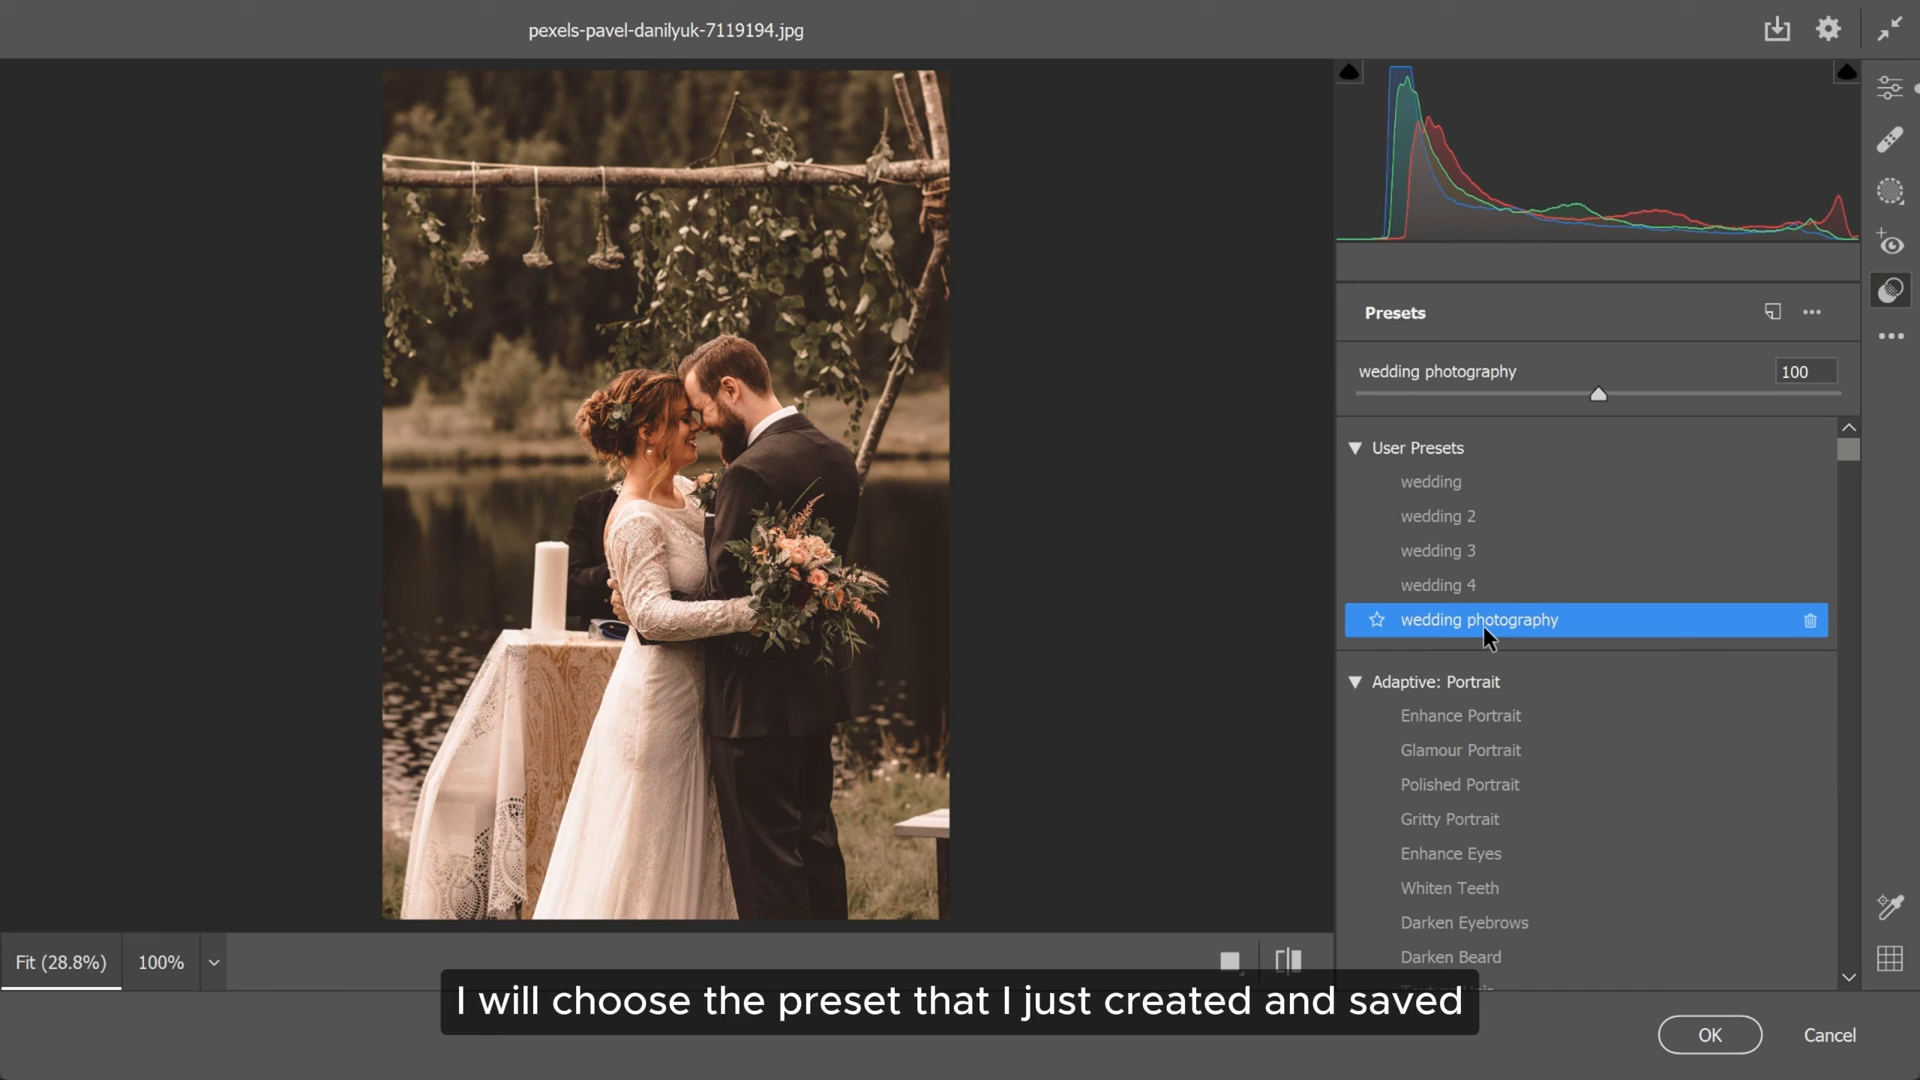 pexels-pavel-danilyuk-7119194.jpg
Presets
wedding photography 100
User Presets
wedding
wedding 2
wedding 3
wedding 4
wedding photography
Adaptive: Portrait
Enhance Portrait
Glamour Portrait
Polished Portrait
Gritty Portrait
Enhance Eyes
Whiten Teeth
Darken Eyebrows
Darken Beard
Fit (28.8%) 100%
I will choose the preset that I just created and saved
OK Cancel